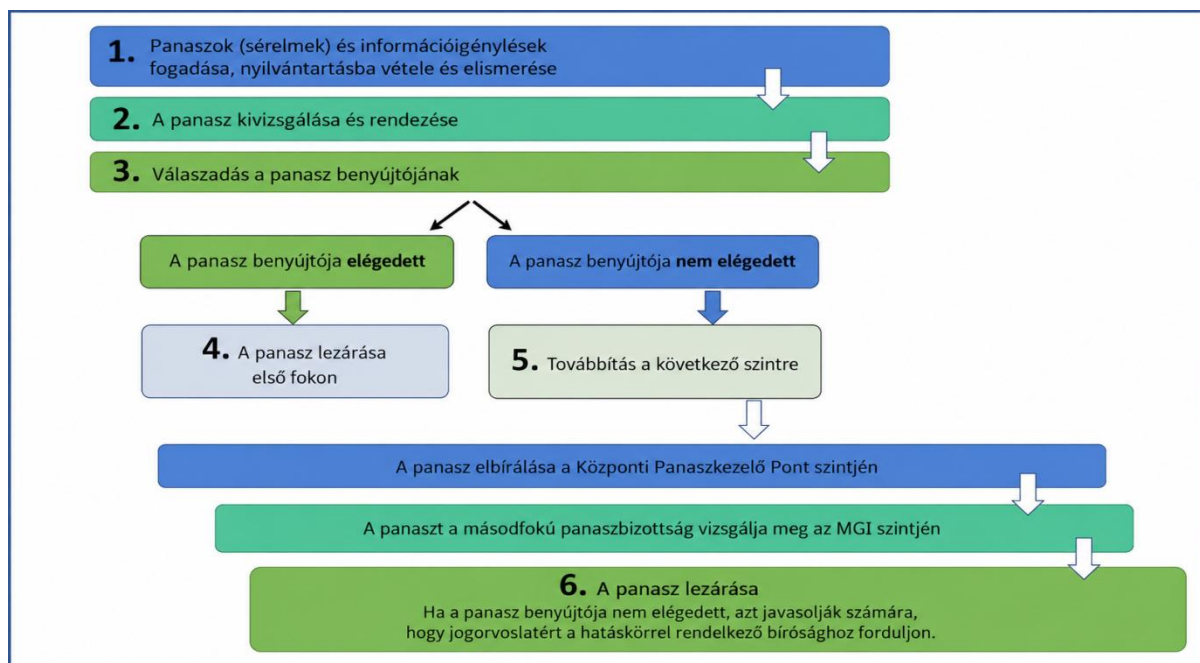 1. Panaszok (sérelmek) és információigénylések
fogadása, nyilvántartásba vétele és elismerése
2. A panasz kivizsgálása és rendezése
3. Válaszadás a panasz benyújtójának
A panasz benyújtója elégedett
A panasz benyújtója nem elégedett
4. A panasz lezárása
első fokon
5. Továbbítás a következő szintre
A panasz elbírálása a Központi Panaszkezelő Pont szintjén
A panaszt a másodfokú panaszbizottság vizsgálja meg az MGI szintjén
6. A panasz lezárása
Ha a panasz benyújtója nem elégedett, azt javasolják számára,
hogy jogorvoslatért a hatáskörrel rendelkező bírósághoz forduljon.